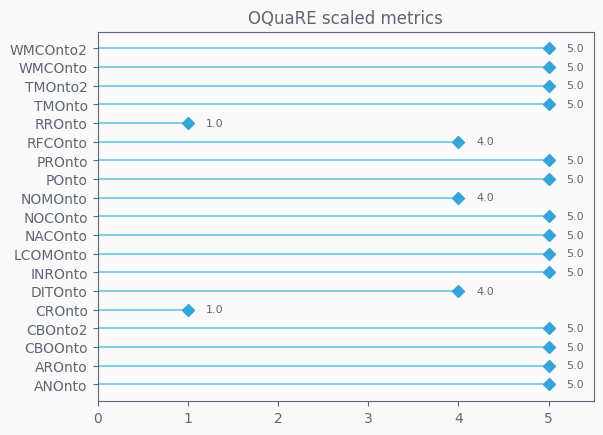 OQuaRE scaled metrics
WMCOnto2 5.0
WMCOnto 5.0
TMOnto2 5.0
TMOnto 5.0
RROnto 1.0
RFCOnto 4.0
PROnto 5.0
POnto 5.0
NOMOnto 4.0
NOCOnto 5.0
NACOnto 5.0
LCOMOnto 5.0
INROnto 5.0
DITOnto 4.0
CROnto 1.0
CBOnto2 5.0
CBOOnto 5.0
AROnto 5.0
ANOnto 5.0
0 1 2 3 4 5